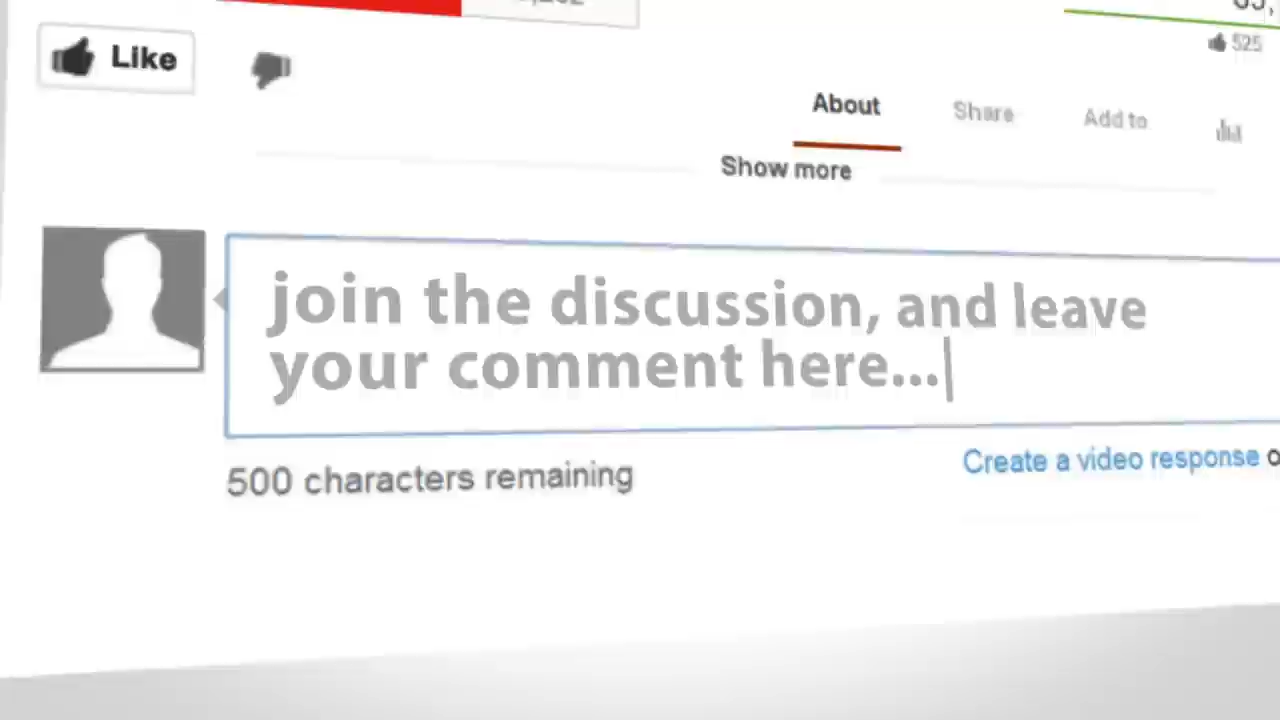 Like
525
About
Share
Add to
Show more
join the discussion, and leave
your comment here...
500 characters remaining
Create a video response